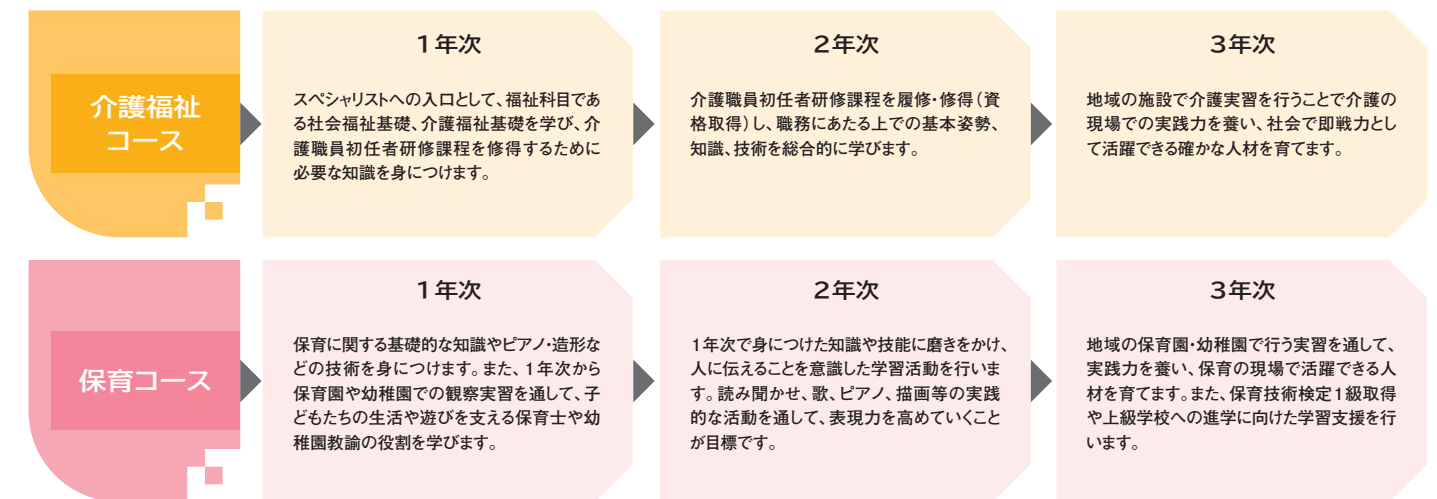 介護福祉
コース
1年次
スペシャリストへの入口として、福祉科目であ
る社会福祉基礎、介護福祉基礎を学び、介
護職員初任者研修課程を修得するために
必要な知識を身につけます。
2年次
介護職員初任者研修課程を履修・修得（資
格取得）し、職務にあたる上での基本姿勢、
知識、技術を総合的に学びます。
3年次
地域の施設で介護実習を行うことで介護の
現場での実践力を養い、社会で即戦力とし
て活躍できる確かな人材を育てます。
保育コース
1年次
保育に関する基礎的な知識やピアノ・造形な
どの技術を身につけます。また、1年次から
保育園や幼稚園での観察実習を通して、子
どもたちの生活や遊びを支える保育士や幼
稚園教諭の役割を学びます。
2年次
1年次で身につけた知識や技能に磨きをかけ、
人に伝えることを意識した学習活動を行いま
す。読み聞かせ、歌、ピアノ、描画等の実践
的な活動を通して、表現力を高めていくこと
が目標です。
3年次
地域の保育園・幼稚園で行う実習を通して、
実践力を養い、保育の現場で活躍できる人
材を育てます。また、保育技術検定1級取得
や上級学校への進学に向けた学習支援を行
います。